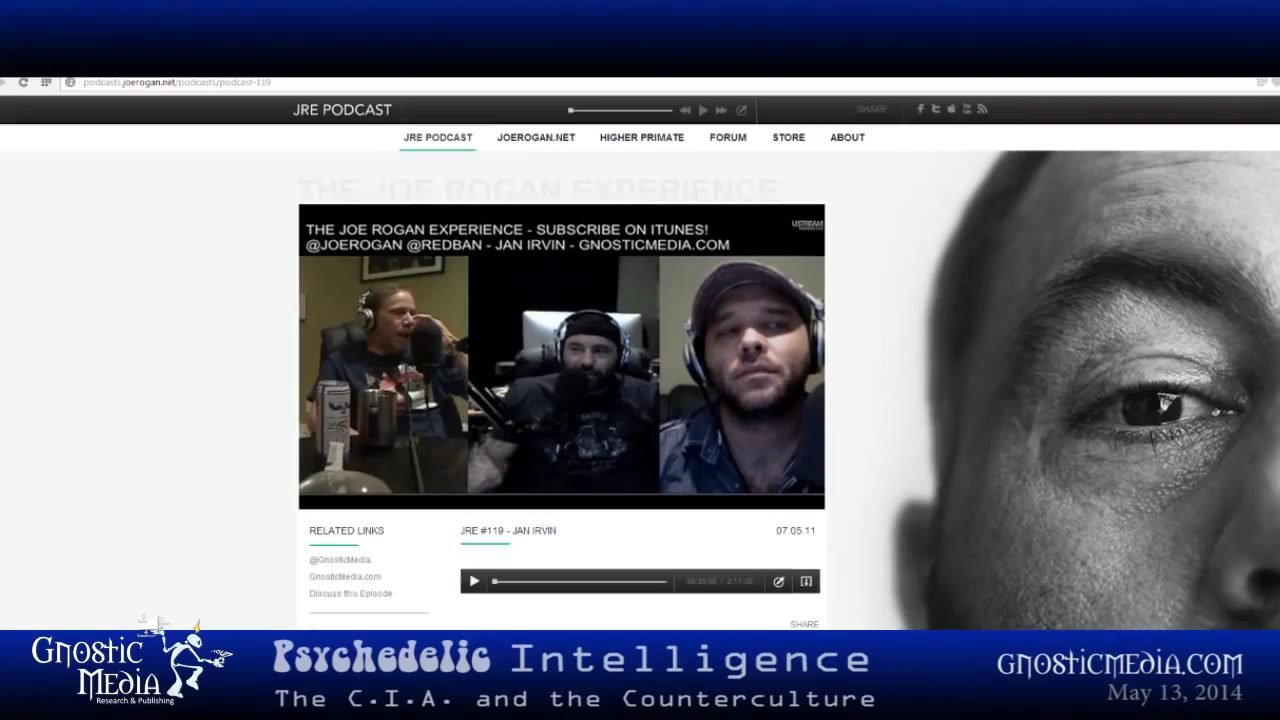 podcasts.joerogan.net/podcasts/podcast-119
JRE PODCAST
SHARE
JRE PODCAST JOEROGAN.NET HIGHER PRIMATE FORUM STORE ABOUT
THE JOE ROGAN EXPERIENCE
THE JOE ROGAN EXPERIENCE - SUBSCRIBE ON ITUNES!
@JOEROGAN @REDBAN - JAN IRVIN - GNOSTICMEDIA.COM
USTREAM
RELATED LINKS
@GnosticMedia
GnosticMedia.com
Discuss this Episode
JRE #119 - JAN IRVIN
07.05.11
SHARE
Gnostic
Media
Research & Publishing
Psychedelic Intelligence
The C.I.A. and the Counterculture
GNOSTICMEDIA.COM
May 13, 2014